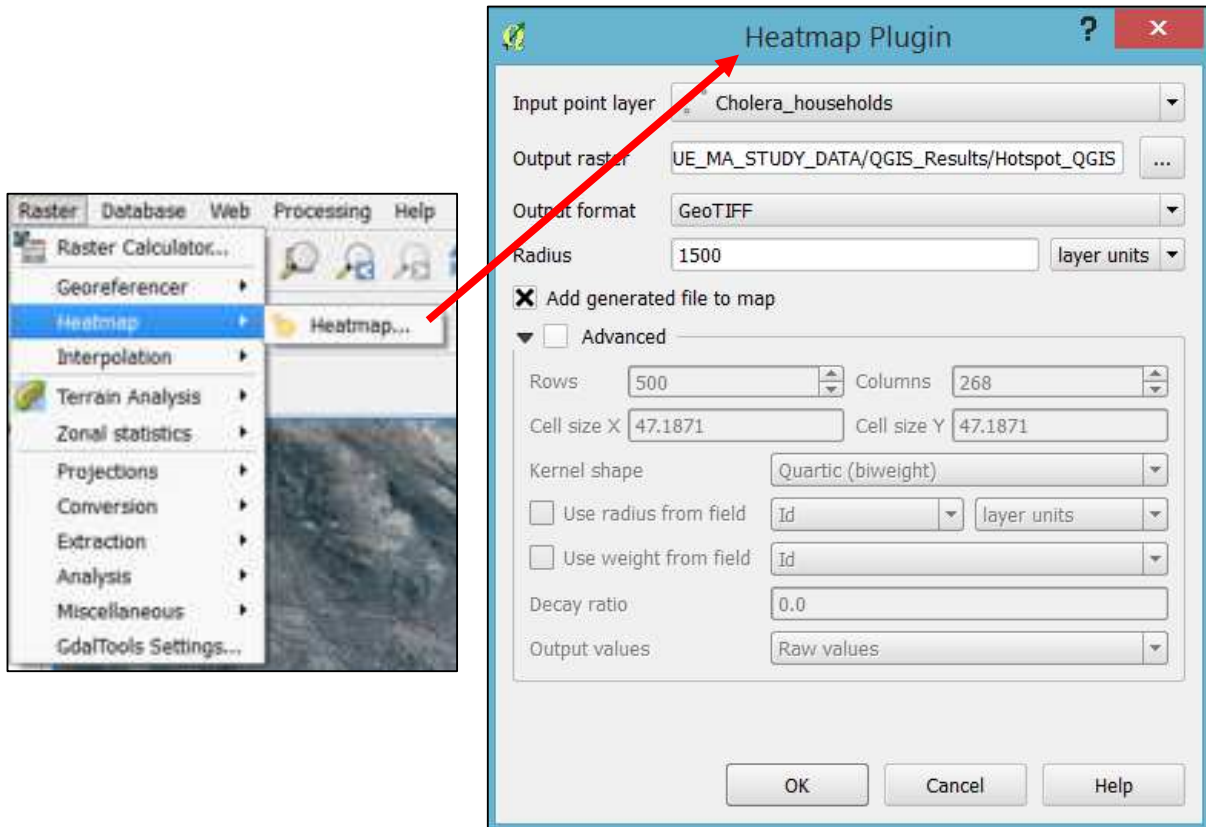 Raster Database Web Processing Help
Raster Calculator...
Georeferencer
Heatmap
Heatmap...
Interpolation
Terrain Analysis
Zonal statistics
Projections
Conversion
Extraction
Analysis
Miscellaneous
GdalTools Settings...
Heatmap Plugin ? x
Input point layer Cholera_households
Output raster UE_MA_STUDY_DATA/QGIS_Results/Hotspot_QGIS ...
Output format GeoTIFF
Radius 1500 layer units
Add generated file to map
Advanced
Rows 500 Columns 268
Cell size X 47.1871 Cell size Y 47.1871
Kernel shape Quartic (biweight)
Use radius from field Id layer units
Use weight from field Id
Decay ratio 0.0
Output values Raw values
OK Cancel Help